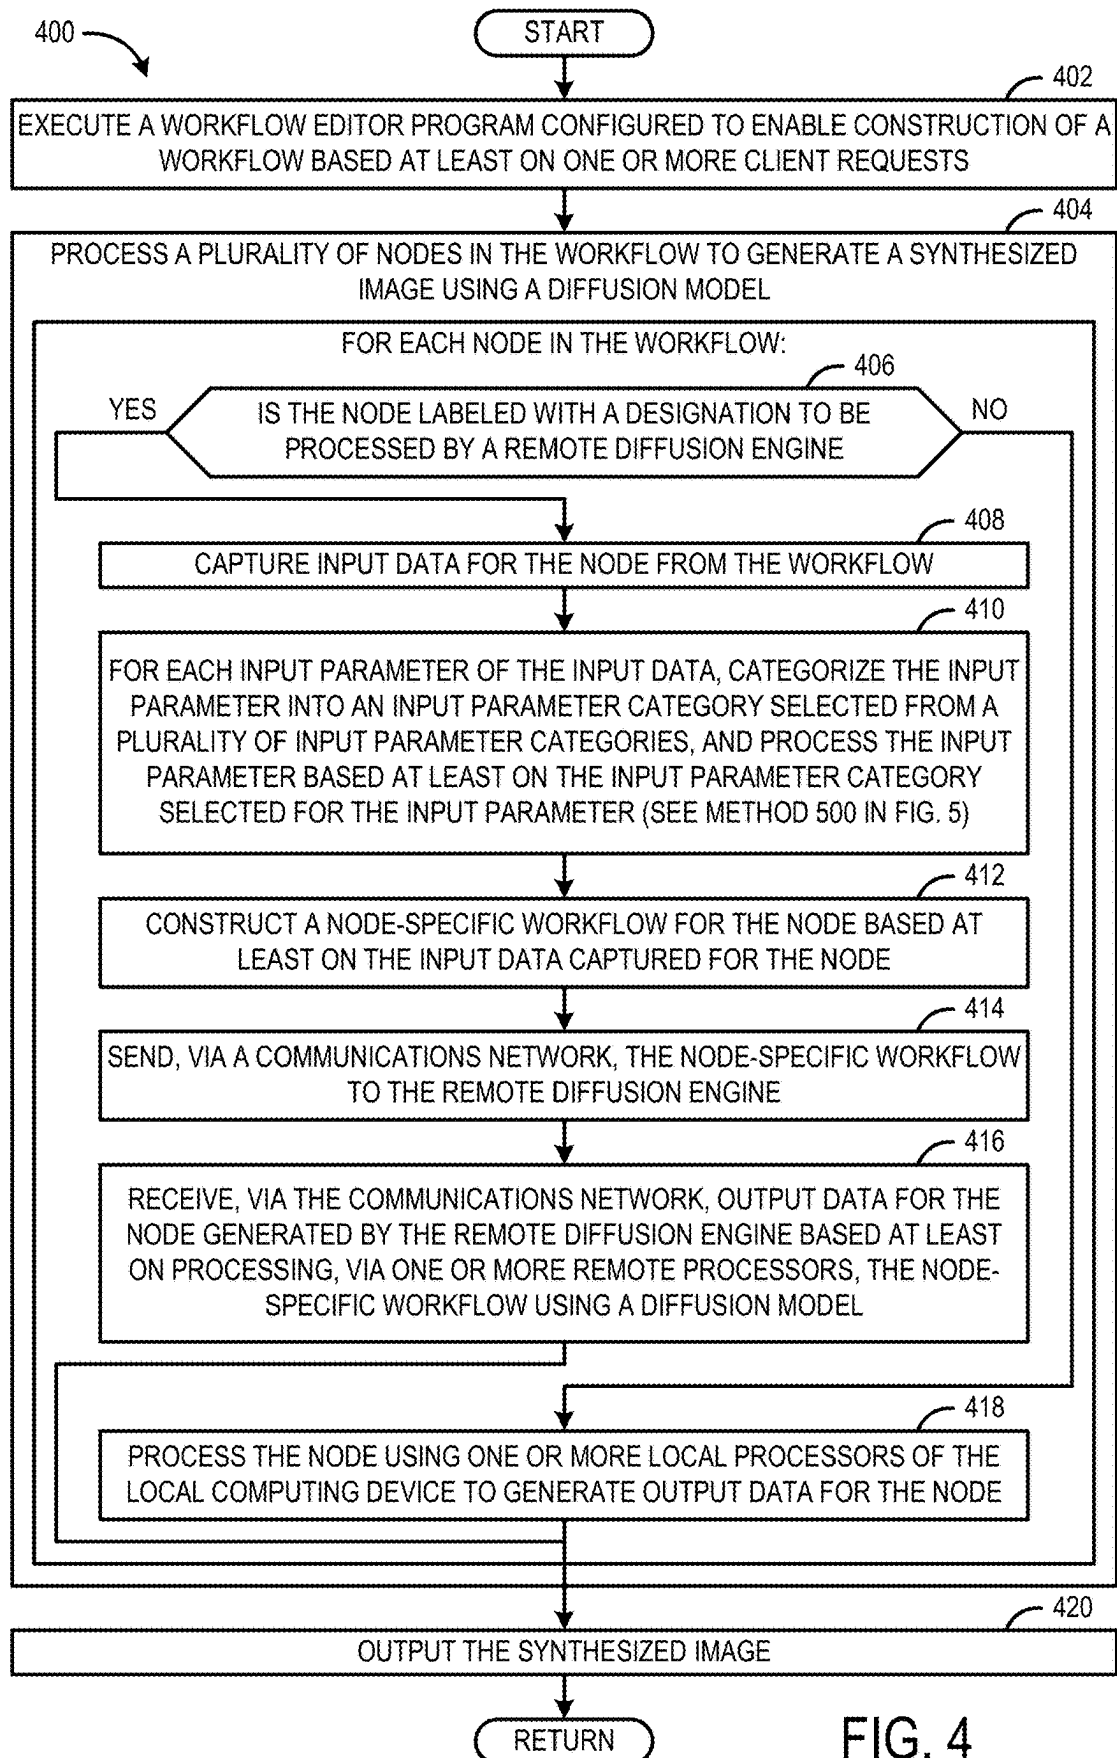 400
START
402
EXECUTE A WORKFLOW EDITOR PROGRAM CONFIGURED TO ENABLE CONSTRUCTION OF A
WORKFLOW BASED AT LEAST ON ONE OR MORE CLIENT REQUESTS
404
PROCESS A PLURALITY OF NODES IN THE WORKFLOW TO GENERATE A SYNTHESIZED
IMAGE USING A DIFFUSION MODEL
FOR EACH NODE IN THE WORKFLOW:
406
YES
IS THE NODE LABELED WITH A DESIGNATION TO BE
PROCESSED BY A REMOTE DIFFUSION ENGINE
NO
408
CAPTURE INPUT DATA FOR THE NODE FROM THE WORKFLOW
410
FOR EACH INPUT PARAMETER OF THE INPUT DATA, CATEGORIZE THE INPUT
PARAMETER INTO AN INPUT PARAMETER CATEGORY SELECTED FROM A
PLURALITY OF INPUT PARAMETER CATEGORIES, AND PROCESS THE INPUT
PARAMETER BASED AT LEAST ON THE INPUT PARAMETER CATEGORY
SELECTED FOR THE INPUT PARAMETER (SEE METHOD 500 IN FIG. 5)
412
CONSTRUCT A NODE-SPECIFIC WORKFLOW FOR THE NODE BASED AT
LEAST ON THE INPUT DATA CAPTURED FOR THE NODE
414
SEND, VIA A COMMUNICATIONS NETWORK, THE NODE-SPECIFIC WORKFLOW
TO THE REMOTE DIFFUSION ENGINE
416
RECEIVE, VIA THE COMMUNICATIONS NETWORK, OUTPUT DATA FOR THE
NODE GENERATED BY THE REMOTE DIFFUSION ENGINE BASED AT LEAST
ON PROCESSING, VIA ONE OR MORE REMOTE PROCESSORS, THE NODE-
SPECIFIC WORKFLOW USING A DIFFUSION MODEL
418
PROCESS THE NODE USING ONE OR MORE LOCAL PROCESSORS OF THE
LOCAL COMPUTING DEVICE TO GENERATE OUTPUT DATA FOR THE NODE
420
OUTPUT THE SYNTHESIZED IMAGE
RETURN
FIG. 4